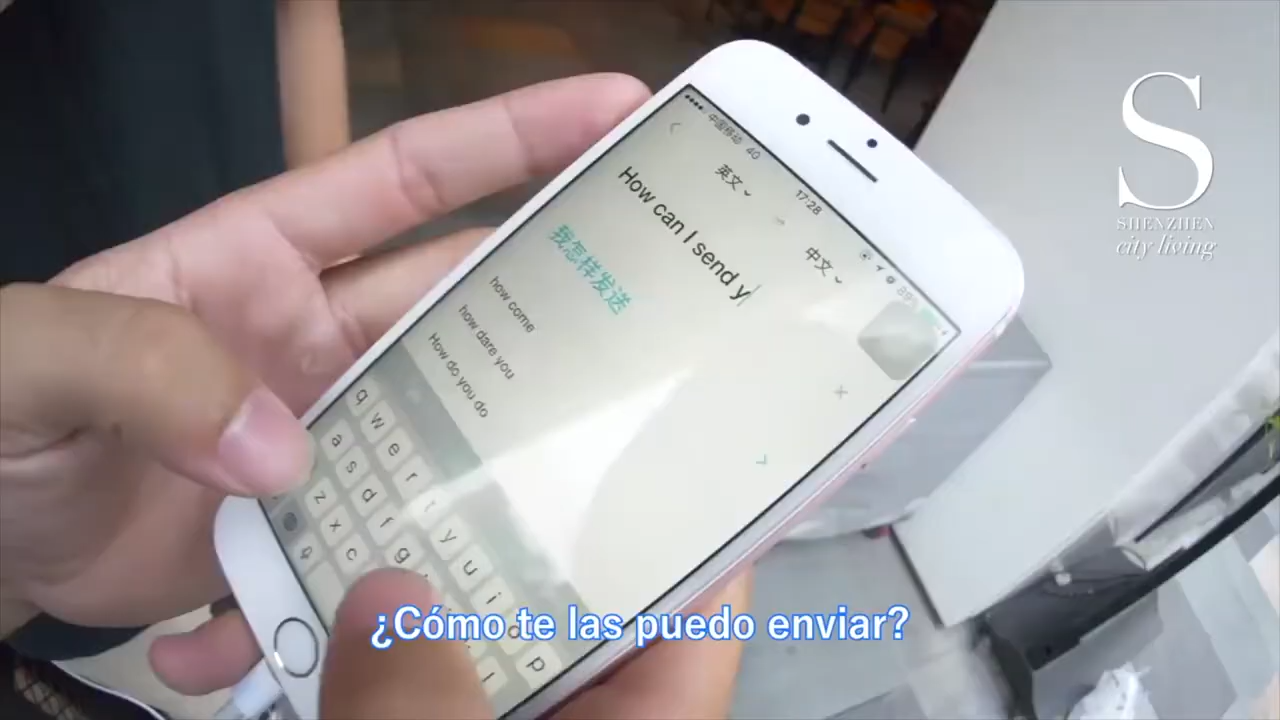 中国移动 4G
17:28
89%
英文
中文
How can I send y
我怎样发送
how come
how dare you
How do you do
q w e r t y u i o p
a s d f g
l
z x c
S
SHENZHEN
city living
¿Cómo te las puedo enviar?